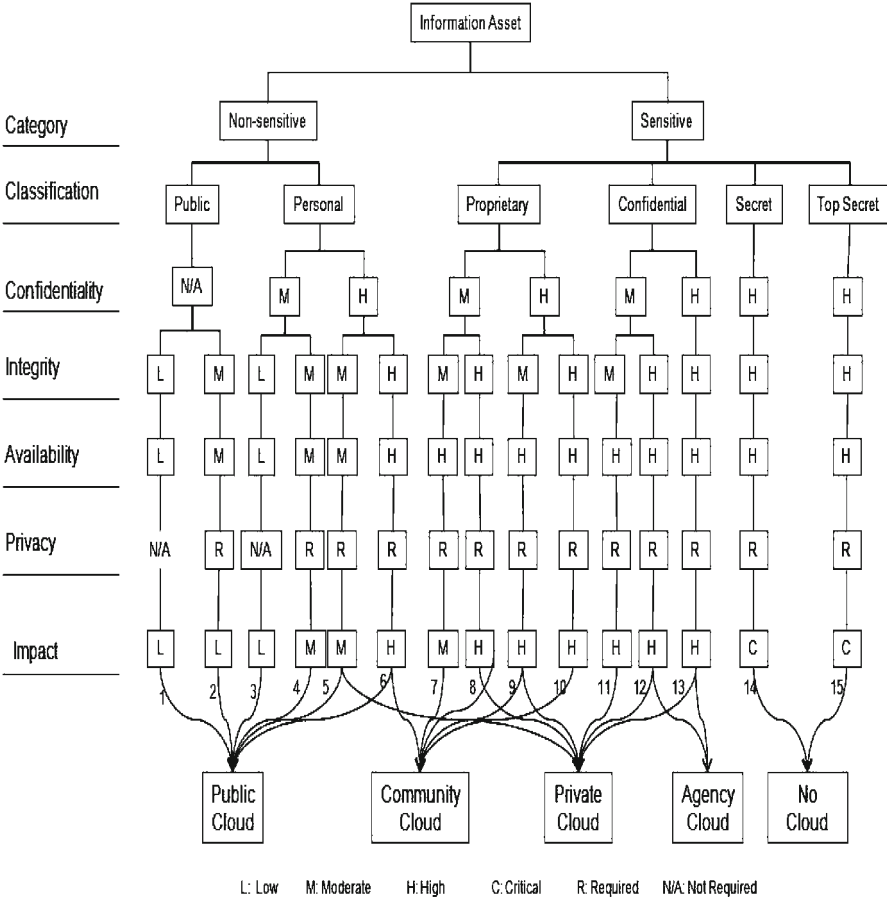 Information Asset
Category Non-sensitive Sensitive
Classification Public Personal Proprietary Confidential Secret Top Secret
Confidentiality N/A M H M H M H H H
Integrity L M L M M H M H M H M H H H H
Availability L M L M M H H H H H H H H H H
Privacy N/A R N/A R R R R R R R R R R R R
Impact L L L M M H M H H H H H H C C
1 2 3 4 5 6 7 8 9 10 11 12 13 14 15
Public Community Private Agency No
Cloud Cloud Cloud Cloud Cloud
L: Low M: Moderate H: High C: Critical R: Required N/A: Not Required